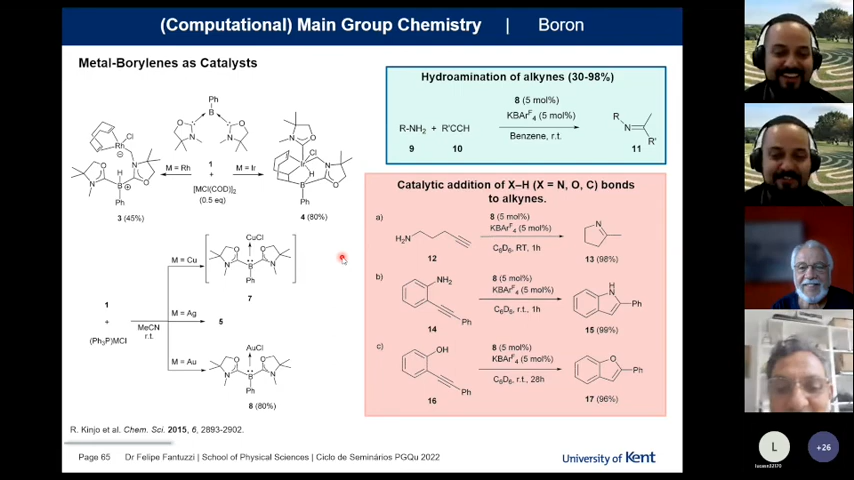 (Computational) Main Group Chemistry | Boron
Metal-Borylenes as Catalysts
Ph
B
O
N
N
O
1
+
[MCl(COD)]₂
(0.5 eq)
M = Rh
M = Ir
Rh
Cl
⊖
O
N
N
O
H
B
⊕
Ph
3 (45%)
O
N
Ir
Cl
N
H
B
O
Ph
4 (80%)
1
+
(Ph₃P)MCl
MeCN
r.t.
M = Cu
CuCl
O
O
N
B
N
Ph
7
M = Ag
5
M = Au
AuCl
O
O
N
B
N
Ph
8 (80%)
R. Kinjo et al. Chem. Sci. 2015, 6, 2893-2902.
Hydroamination of alkynes (30-98%)
R-NH₂ + R'CCH
9
10
8 (5 mol%)
KBArF₄ (5 mol%)
Benzene, r.t.
R
N
R'
11
Catalytic addition of X–H (X = N, O, C) bonds
to alkynes.
a)
H₂N
12
8 (5 mol%)
KBArF₄ (5 mol%)
C₆D₆, RT, 1h
N
13 (98%)
b)
NH₂
Ph
14
8 (5 mol%)
KBArF₄ (5 mol%)
C₆D₆, r.t., 1h
H
N
Ph
15 (99%)
c)
OH
Ph
16
8 (5 mol%)
KBArF₄ (5 mol%)
C₆D₆, r.t., 28h
O
Ph
17 (96%)
Page 65 Dr Felipe Fantuzzi | School of Physical Sciences | Ciclo de Seminários PGQu 2022
University of Kent
L
+26